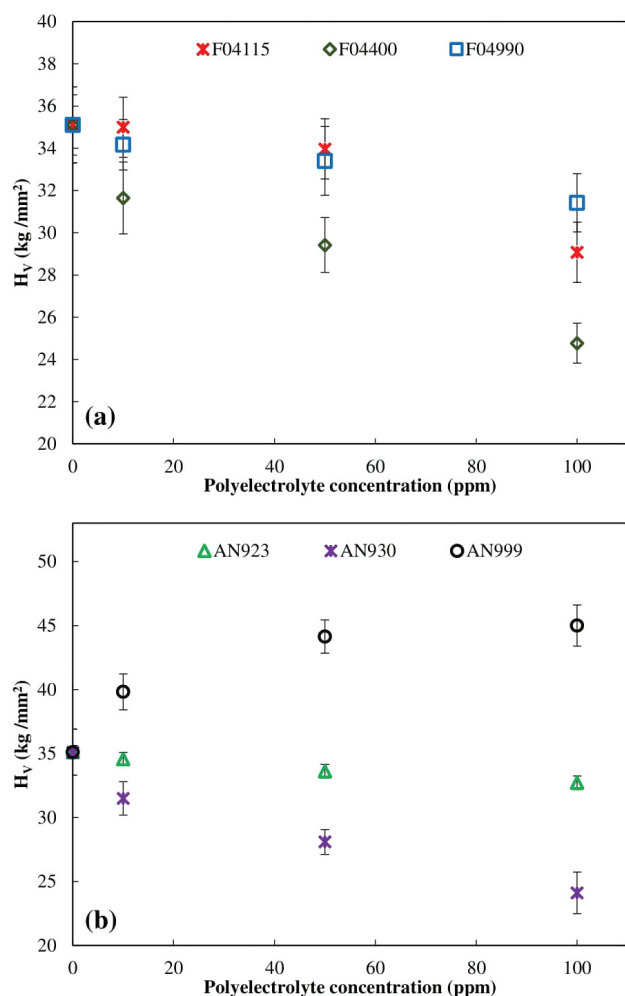 40
38
36
34
32
30
28
26
24
22
20
F04115 F04400 F04990
H_V (kg /mm²)
(a)
0 20 40 60 80 100
Polyelectrolyte concentration (ppm)
50
45
40
35
30
25
20
AN923 AN930 AN999
H_V (kg /mm²)
(b)
0 20 40 60 80 100
Polyelectrolyte concentration (ppm)